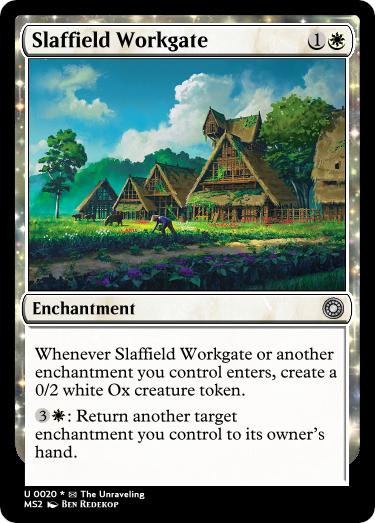 Slaffield Workgate 1
Enchantment
Whenever Slaffield Workgate or another
enchantment you control enters, create a
0/2 white Ox creature token.
3 : Return another target
enchantment you control to its owner's
hand.
U 0020 * The Unraveling
MS2 Ben Redekop